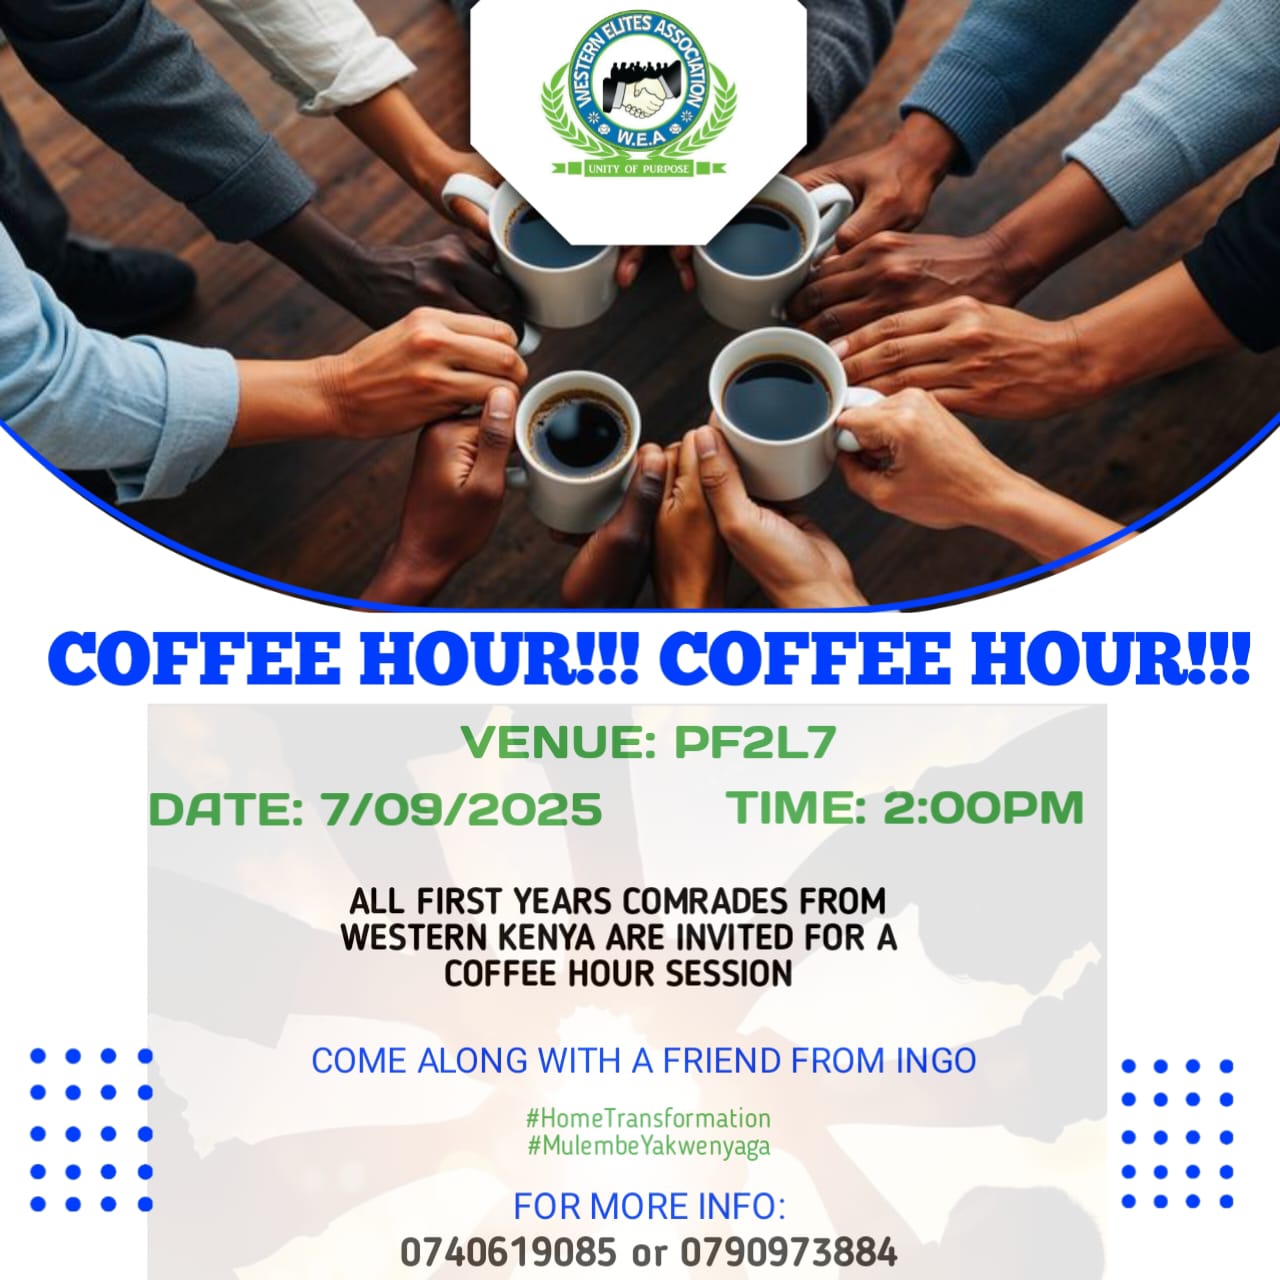 WESTERN ELITES ASSOCIATION
W.E.A
UNITY OF PURPOSE
COFFEE HOUR!!! COFFEE HOUR!!!
VENUE: PF2L7
DATE: 7/09/2025 TIME: 2:00PM
ALL FIRST YEARS COMRADES FROM
WESTERN KENYA ARE INVITED FOR A
COFFEE HOUR SESSION
COME ALONG WITH A FRIEND FROM INGO
#HomeTransformation
#MulembeYakwenyaga
FOR MORE INFO:
0740619085 or 0790973884